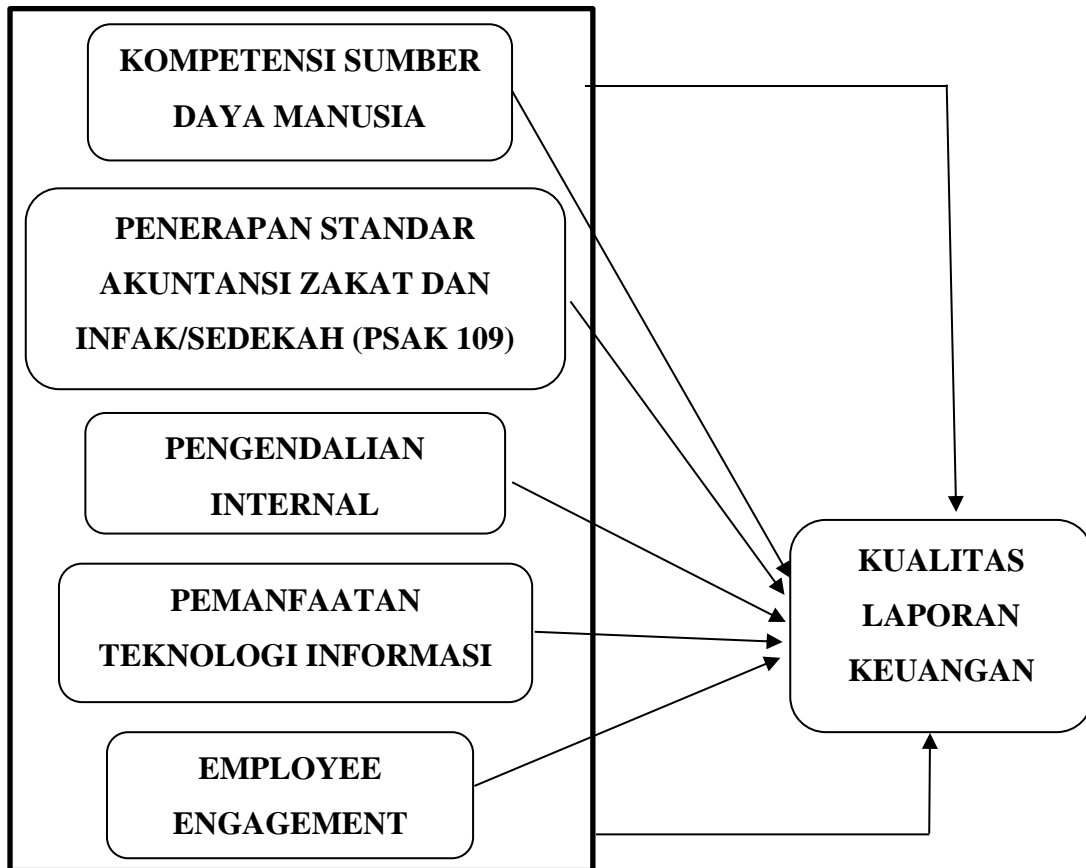 KOMPETENSI SUMBER
DAYA MANUSIA
PENERAPAN STANDAR
AKUNTANSI ZAKAT DAN
INFAK/SEDEKAH (PSAK 109)
PENGENDALIAN
INTERNAL
PEMANFAATAN
TEKNOLOGI INFORMASI
EMPLOYEE
ENGAGEMENT
KUALITAS
LAPORAN
KEUANGAN